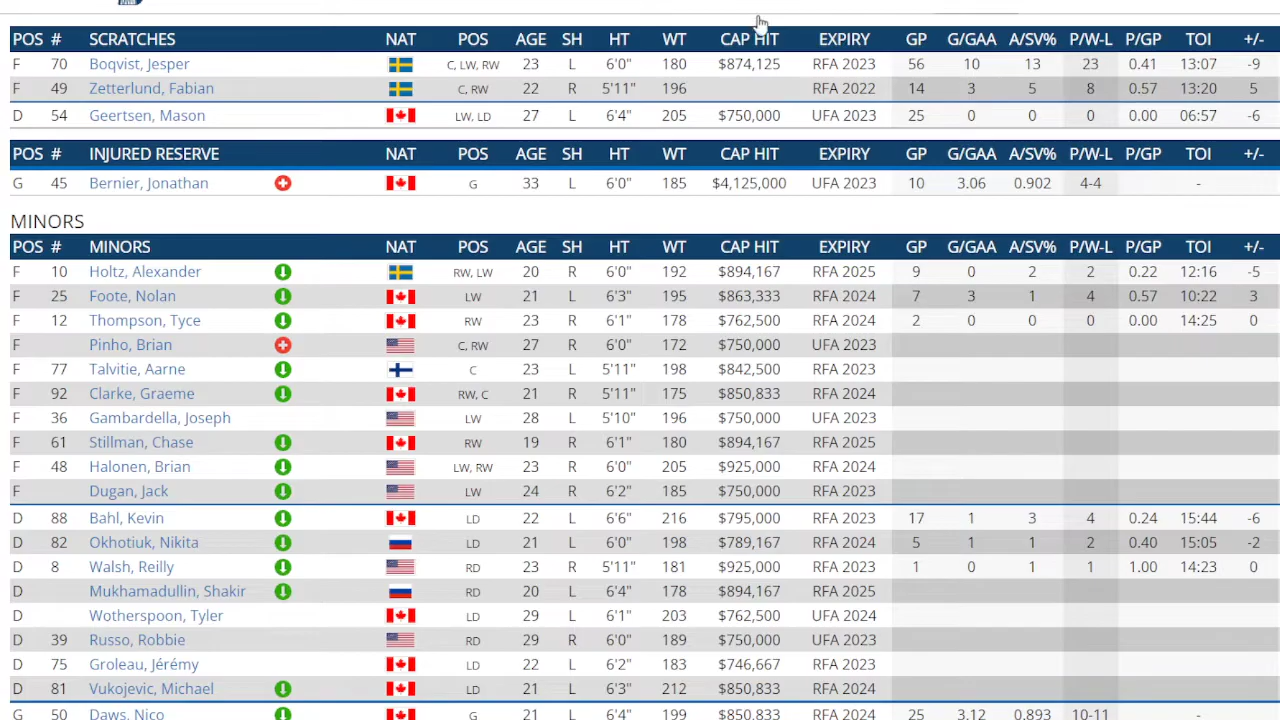 POS # SCRATCHES NAT POS AGE SH HT WT CAP HIT EXPIRY GP G/GAA A/SV% P/W-L P/GP TOI +/-
F 70 Boqvist, Jesper C, LW, RW 23 L 6'0" 180 $874,125 RFA 2023 56 10 13 23 0.41 13:07 -9
F 49 Zetterlund, Fabian C, RW 22 R 5'11" 196 RFA 2022 14 3 5 8 0.57 13:20 5
D 54 Geertsen, Mason LW, LD 27 L 6'4" 205 $750,000 UFA 2023 25 0 0 0 0.00 06:57 -6
POS # INJURED RESERVE NAT POS AGE SH HT WT CAP HIT EXPIRY GP G/GAA A/SV% P/W-L P/GP TOI +/-
G 45 Bernier, Jonathan G 33 L 6'0" 185 $4,125,000 UFA 2023 10 3.06 0.902 4-4 -
MINORS
POS # MINORS NAT POS AGE SH HT WT CAP HIT EXPIRY GP G/GAA A/SV% P/W-L P/GP TOI +/-
F 10 Holtz, Alexander RW, LW 20 R 6'0" 192 $894,167 RFA 2025 9 0 2 2 0.22 12:16 -5
F 25 Foote, Nolan LW 21 L 6'3" 195 $863,333 RFA 2024 7 3 1 4 0.57 10:22 3
F 12 Thompson, Tyce RW 23 R 6'1" 178 $762,500 RFA 2024 2 0 0 0.00 14:25 0
F Pinho, Brian C, RW 27 R 6'0" 172 $750,000 UFA 2023
F 77 Talvitie, Aarne C 23 L 5'11" 198 $842,500 RFA 2023
F 92 Clarke, Graeme RW, C 21 R 5'11" 175 $850,833 RFA 2024
F 36 Gambardella, Joseph LW 28 L 5'10" 196 $750,000 UFA 2023
F 61 Stillman, Chase RW 19 R 6'1" 180 $894,167 RFA 2025
F 48 Halonen, Brian LW, RW 23 R 6'0" 205 $925,000 RFA 2024
F Dugan, Jack LW 24 R 6'2" 185 $750,000 RFA 2023
D 88 Bahl, Kevin LD 22 L 6'6" 216 $795,000 RFA 2023 17 1 3 4 0.24 15:44 -6
D 82 Okhotiuk, Nikita LD 21 L 6'0" 198 $789,167 RFA 2024 5 1 1 2 0.40 15:05 -2
D 8 Walsh, Reilly RD 23 R 5'11" 181 $925,000 RFA 2023 1 0 1 1.00 14:23 0
D Mukhamadullin, Shakir RD 20 L 6'4" 178 $894,167 RFA 2025
D Wotherspoon, Tyler LD 29 L 6'1" 203 $762,500 UFA 2024
D 39 Russo, Robbie RD 29 R 6'0" 189 $750,000 UFA 2023
D 75 Groleau, Jérémy LD 22 L 6'2" 183 $746,667 RFA 2023
D 81 Vukojevic, Michael LD 21 L 6'3" 212 $850,833 RFA 2024
G 50 Daws, Nico G 21 L 6'4" 199 $850,833 RFA 2024 25 3.12 0.893 10-11 -